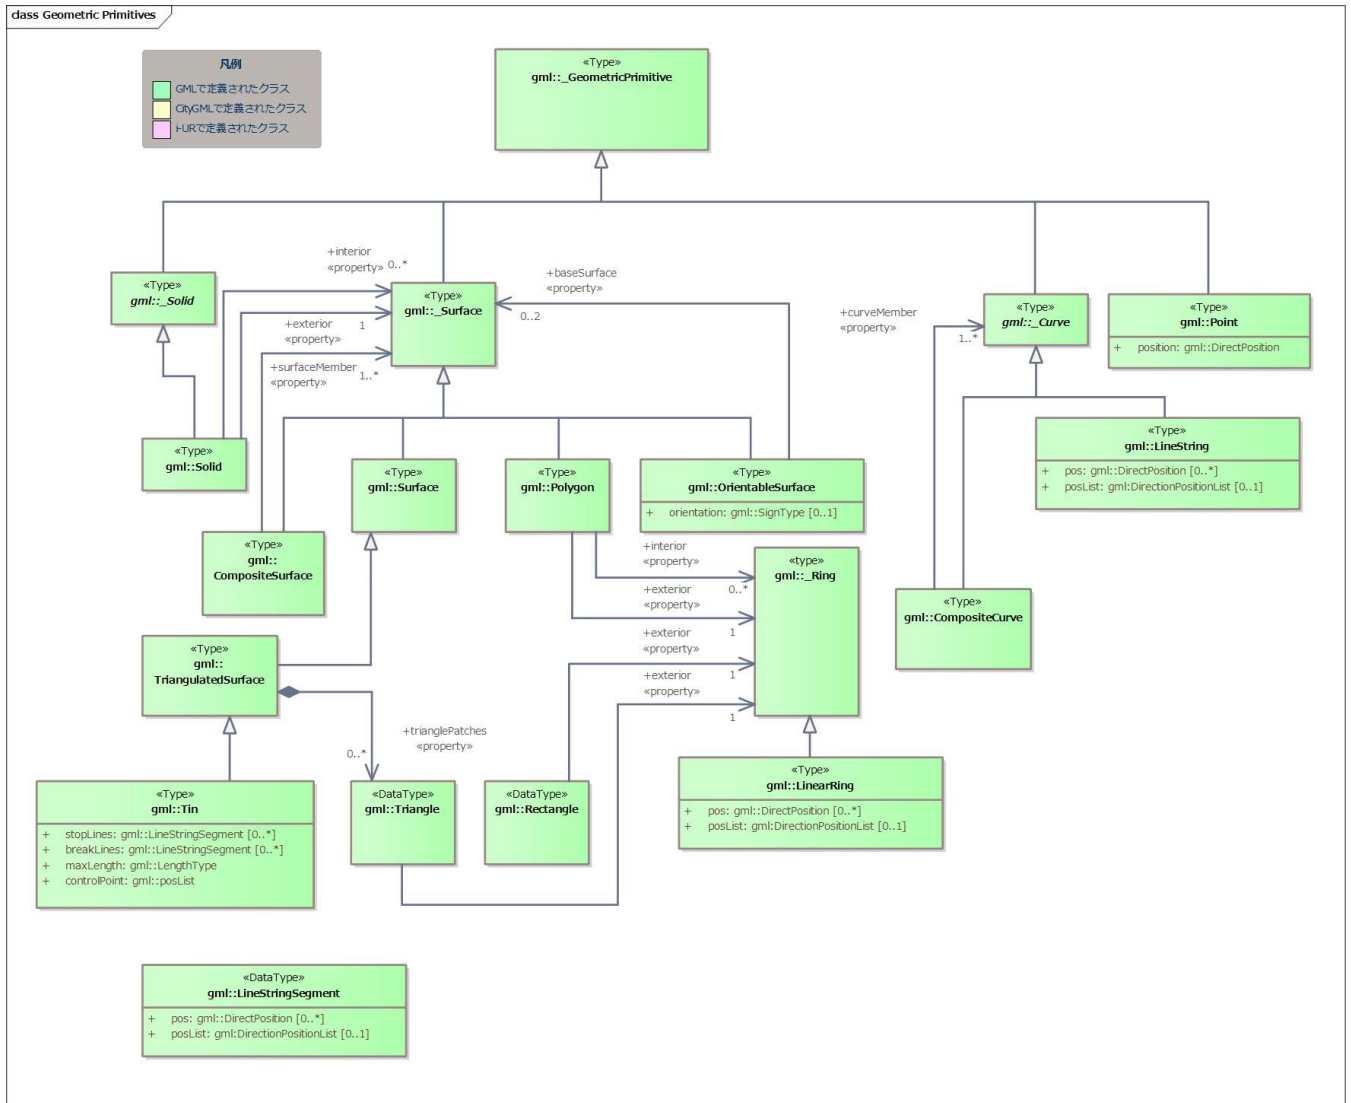 class Geometric Primitives
凡例
GMLで定義されたクラス
CityGMLで定義されたクラス
i-URで定義されたクラス
«Type»
gml::_GeometricPrimitive
«Type»
gml::_Solid
+interior
«property»
0..*
«Type»
gml::_Surface
+exterior
«property»
1
+surfaceMember
«property»
1..*
+baseSurface
«property»
0..2
+curveMember
«property»
1..*
«Type»
gml::_Curve
«Type»
gml::Point
+ position: gml::DirectPosition
«Type»
gml::Solid
«Type»
gml::Surface
«Type»
gml::Polygon
«Type»
gml::OrientableSurface
+ orientation: gml::SignType [0..1]
«Type»
gml::LineString
+ pos: gml::DirectPosition [0..*]
+ posList: gml:DirectionPositionList [0..1]
«Type»
gml::
CompositeSurface
+interior
«property»
0..*
+exterior
«property»
1
+exterior
«property»
1
+exterior
«property»
1
«type»
gml::_Ring
«Type»
gml::CompositeCurve
«Type»
gml::
TriangulatedSurface
+trianglePatches
«property»
0..*
«Type»
gml::Tin
+ stopLines: gml::LineStringSegment [0..*]
+ breakLines: gml::LineStringSegment [0..*]
+ maxLength: gml::LengthType
+ controlPoint: gml::posList
«DataType»
gml::Triangle
«DataType»
gml::Rectangle
«Type»
gml::LinearRing
+ pos: gml::DirectPosition [0..*]
+ posList: gml:DirectionPositionList [0..1]
«DataType»
gml::LineStringSegment
+ pos: gml::DirectPosition [0..*]
+ posList: gml:DirectionPositionList [0..1]